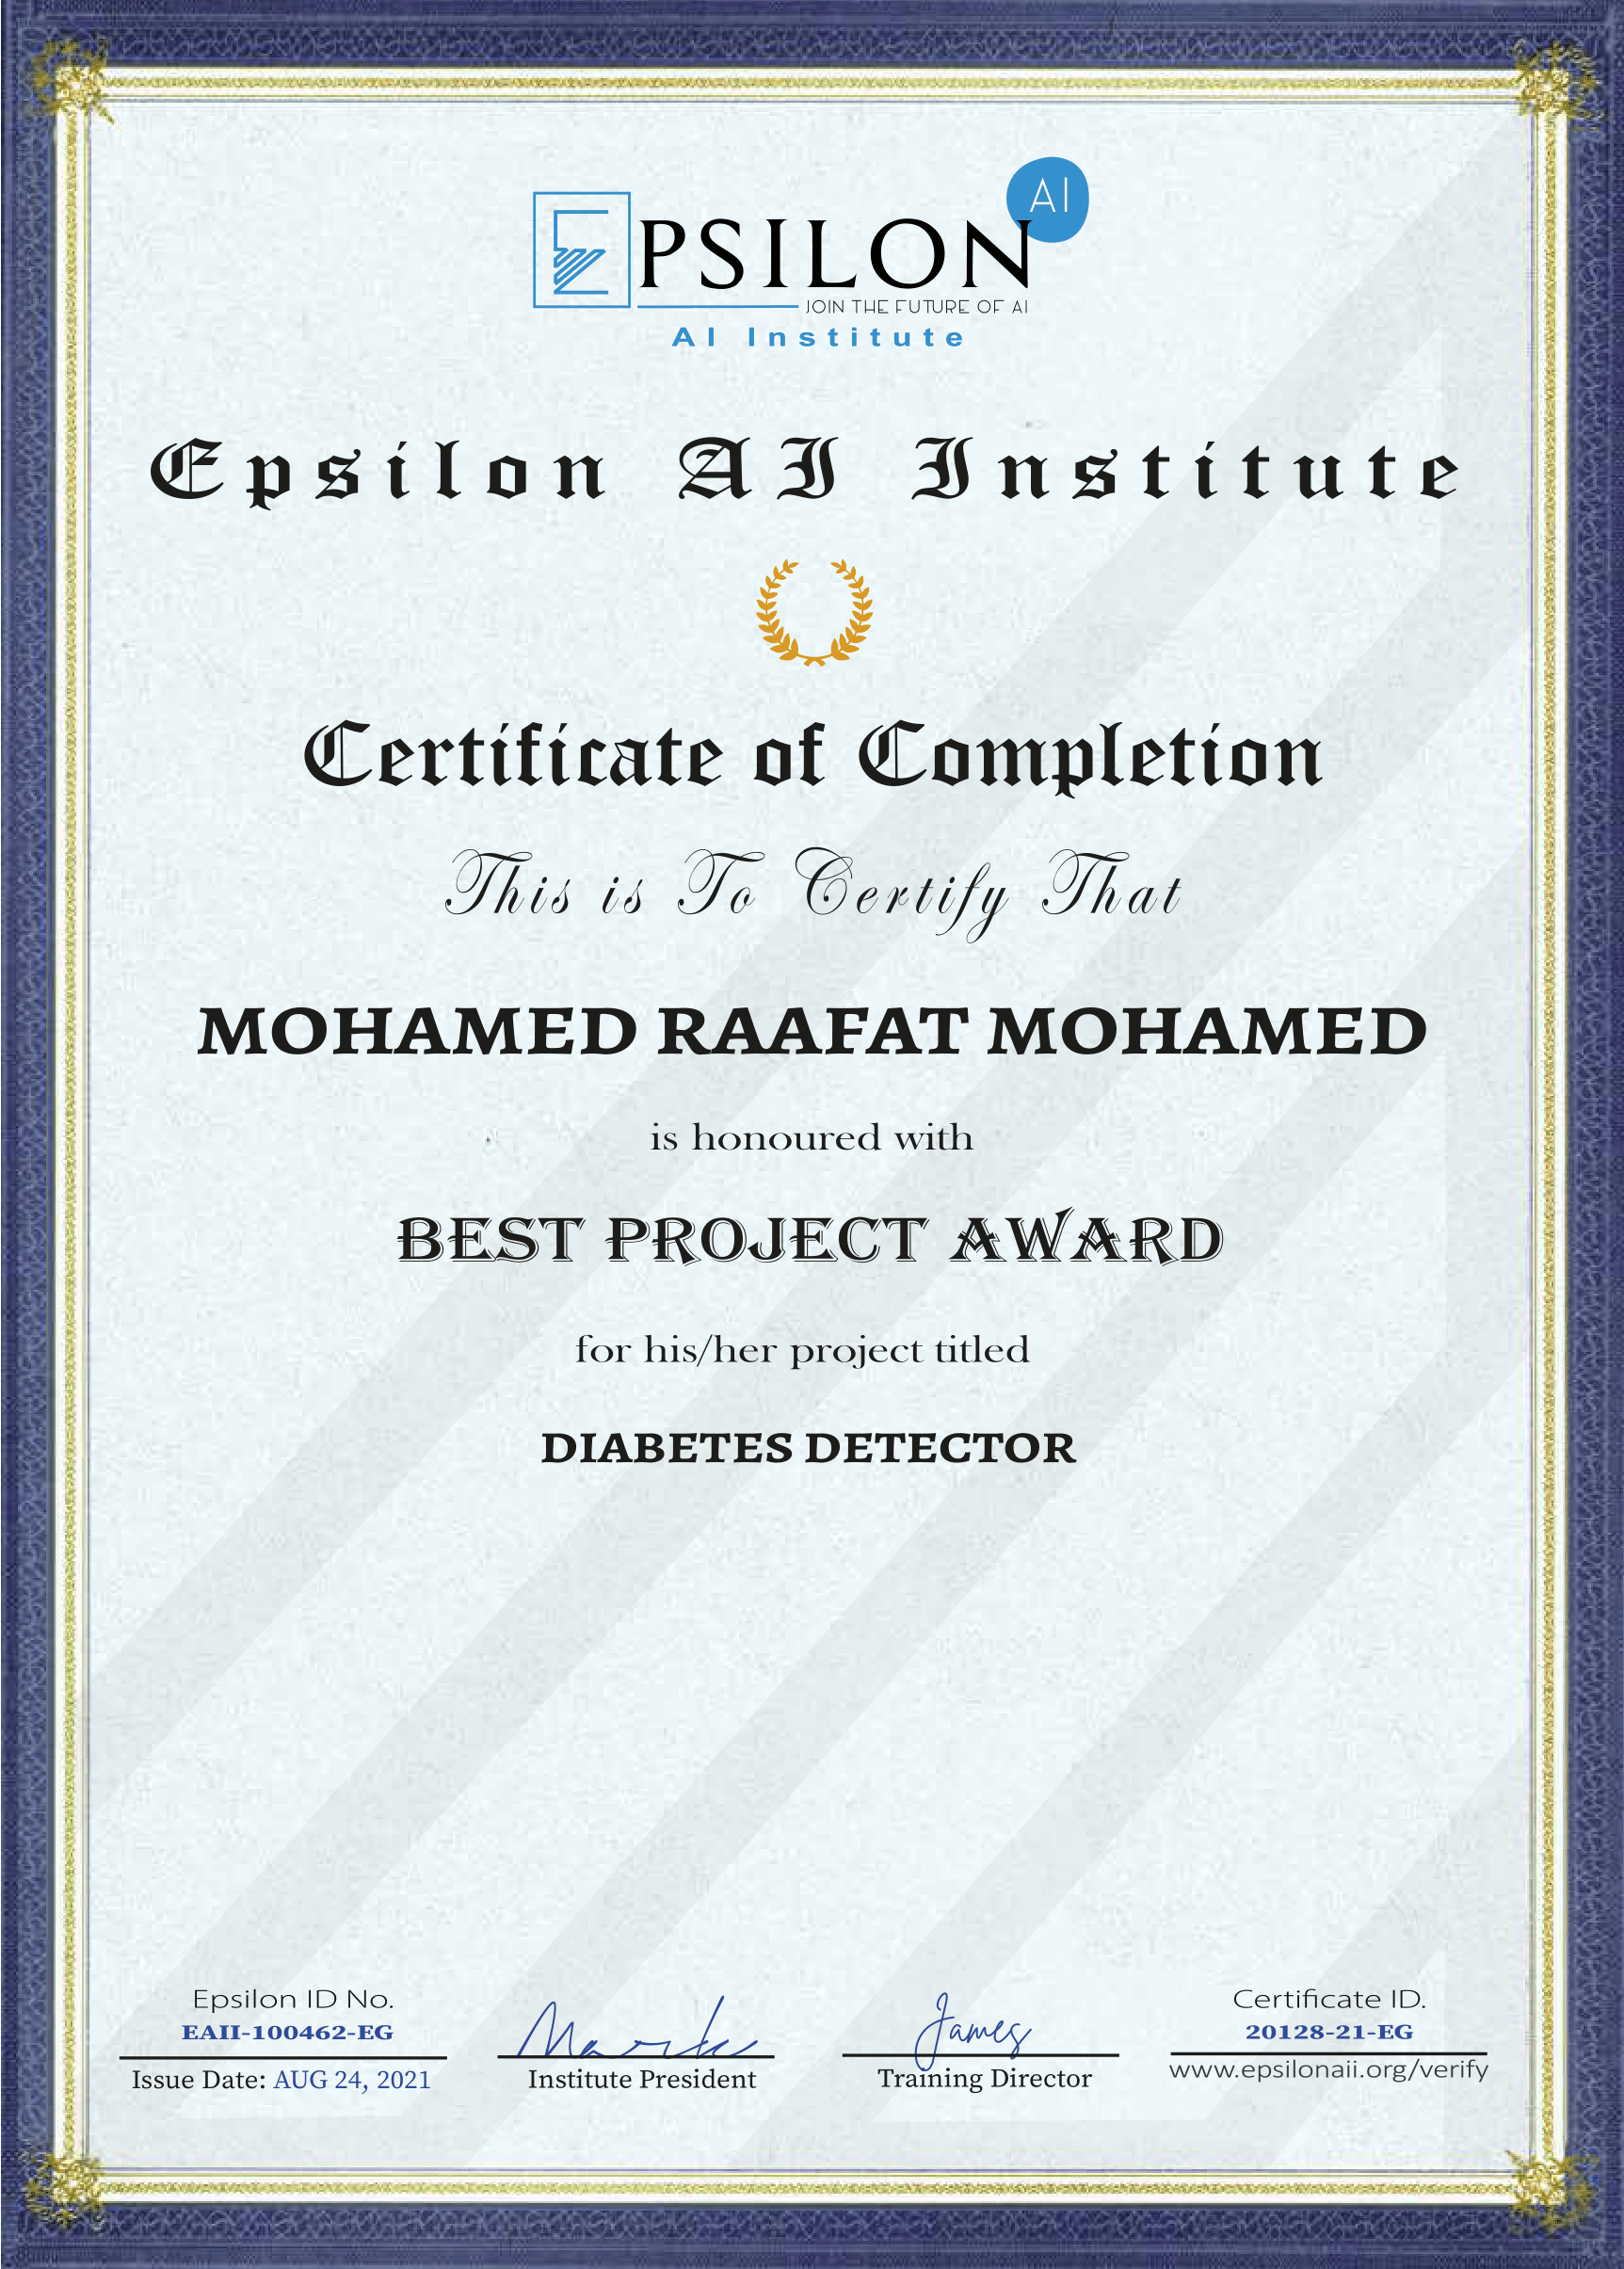 EPSILON AI
JOIN THE FUTURE OF AI
AI Institute
Epsilon AI Institute
Certificate of Completion
This is To Certify That
MOHAMED RAAFAT MOHAMED
is honoured with
BEST PROJECT AWARD
for his/her project titled
DIABETES DETECTOR
Epsilon ID No.
EAII-100462-EG
Issue Date: AUG 24, 2021
Institute President
James
Training Director
Certificate ID.
20128-21-EG
www.epsilonaii.org/verify